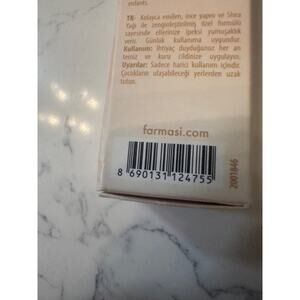 enfants.
TR- Kolayca emilen, ince yapısı ve Shea
Yağı ile zenginleştirilmiş özel formülü
sayesinde ellerinize ipeksi yumuşaklık
verir. Günlük kullanıma uygundur.
Kullanım: İhtiyaç duyduğunuz her an
temiz ve kuru cildinize uygulayın.
Uyarılar: Sadece harici kullanım içindir.
Çocukların ulaşabileceği yerlerden uzak
tutun.
farmasi.com
8 690131 124755
2001846